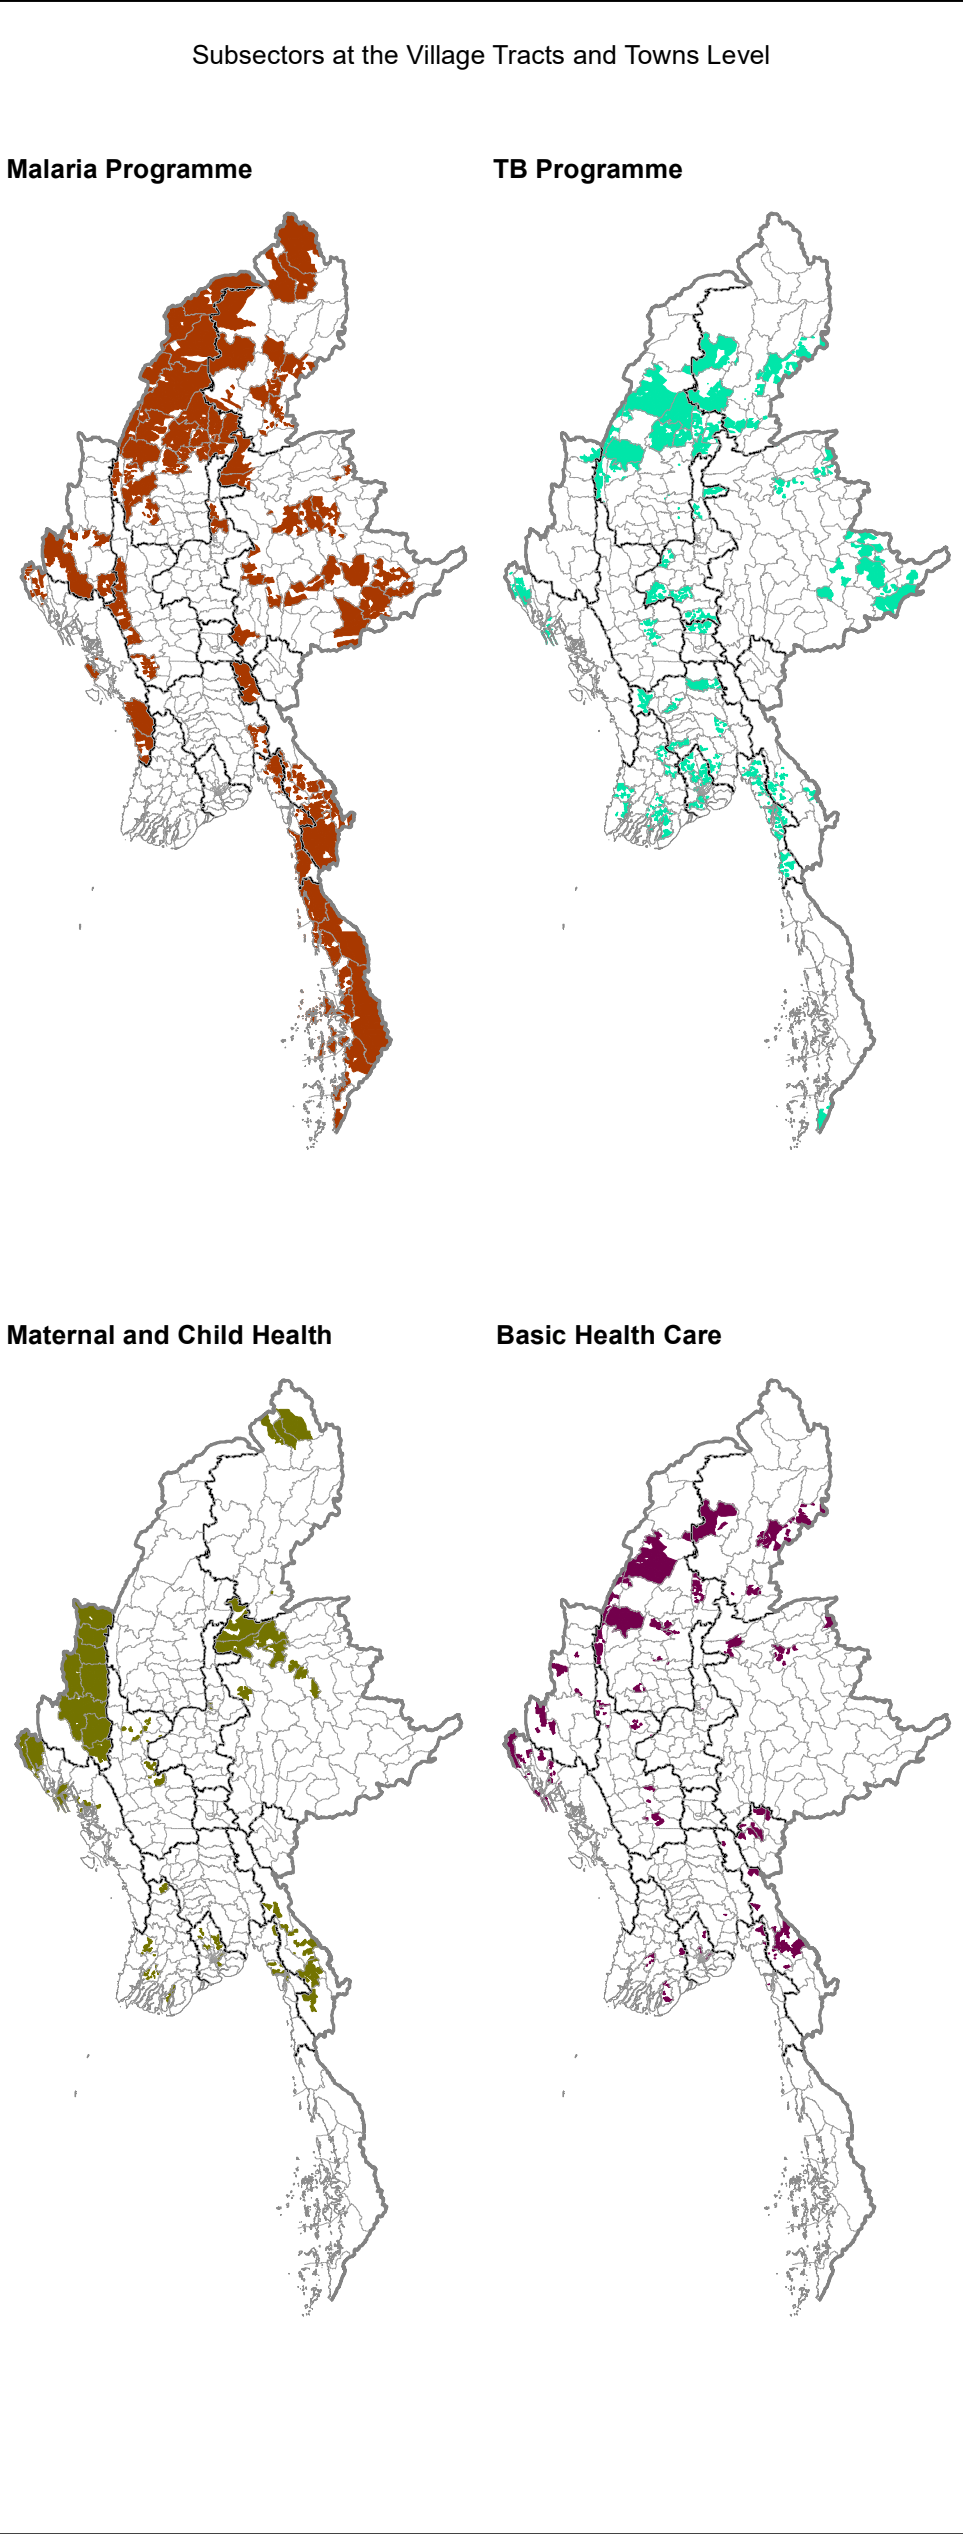 Subsectors at the Village Tracts and Towns Level
Malaria Programme
TB Programme
Maternal and Child Health
Basic Health Care